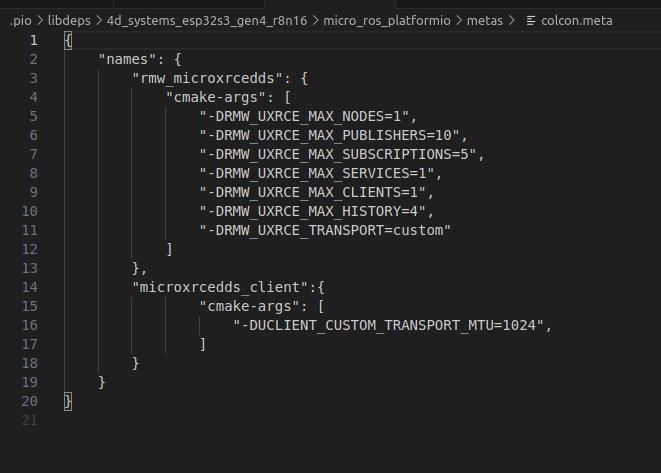 .pio > libdeps > 4d_systems_esp32s3_gen4_r8n16 > micro_ros_platformio > metas > colcon.meta
1 {
2     "names": {
3         "rmw_microxrcedds": {
4             "cmake-args": [
5                 "-DRMW_UXRCE_MAX_NODES=1",
6                 "-DRMW_UXRCE_MAX_PUBLISHERS=10",
7                 "-DRMW_UXRCE_MAX_SUBSCRIPTIONS=5",
8                 "-DRMW_UXRCE_MAX_SERVICES=1",
9                 "-DRMW_UXRCE_MAX_CLIENTS=1",
10                 "-DRMW_UXRCE_MAX_HISTORY=4",
11                 "-DRMW_UXRCE_TRANSPORT=custom"
12             ]
13         },
14         "microxrcedds_client":{
15                 "cmake-args": [
16                     "-DUCLIENT_CUSTOM_TRANSPORT_MTU=1024",
17                 ]
18         }
19     }
20 }
21